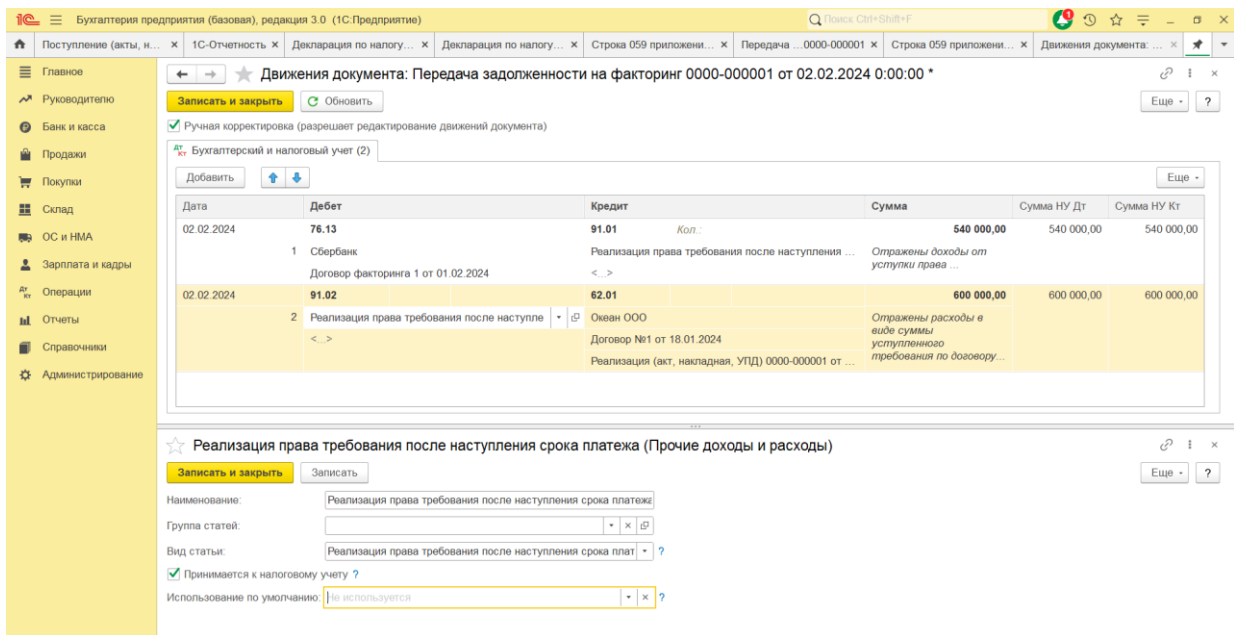 1С Бухгалтерия предприятия (базовая), редакция 3.0 (1С:Предприятие) Поиск Ctrl+Shift+F 1
Поступление (акты, н... × 1С-Отчетность × Декларация по налогу... × Декларация по налогу... × Строка 059 приложени... × Передача ...0000-000001 × Строка 059 приложени... × Движения документа: ... ×
Главное
Руководителю
Банк и касса
Продажи
Покупки
Склад
ОС и НМА
Зарплата и кадры
Операции
Отчеты
Справочники
Администрирование
Движения документа: Передача задолженности на факторинг 0000-000001 от 02.02.2024 0:00:00 *
Записать и закрыть Обновить Еще ?
Ручная корректировка (разрешает редактирование движений документа)
Дт Кт Бухгалтерский и налоговый учет (2)
Добавить Еще
Дата Дебет Кредит Сумма Сумма НУ Дт Сумма НУ Кт
02.02.2024 76.13 91.01 Кол.: 540 000,00 540 000,00 540 000,00
1 Сбербанк Реализация права требования после наступления ... Отражены доходы от
уступки права ...
Договор факторинга 1 от 01.02.2024 <...>
02.02.2024 91.02 62.01 600 000,00 600 000,00 600 000,00
2 Реализация права требования после наступле Океан ООО Отражены расходы в
виде суммы
<...> Договор №1 от 18.01.2024 уступленного
Реализация (акт, накладная, УПД) 0000-000001 от ... требования по договору...
Реализация права требования после наступления срока платежа (Прочие доходы и расходы)
Записать и закрыть Записать Еще ?
Наименование: Реализация права требования после наступления срока платежа
Группа статей:
Вид статьи: Реализация права требования после наступления срока плат ?
Принимается к налоговому учету ?
Использование по умолчанию: Не используется ?